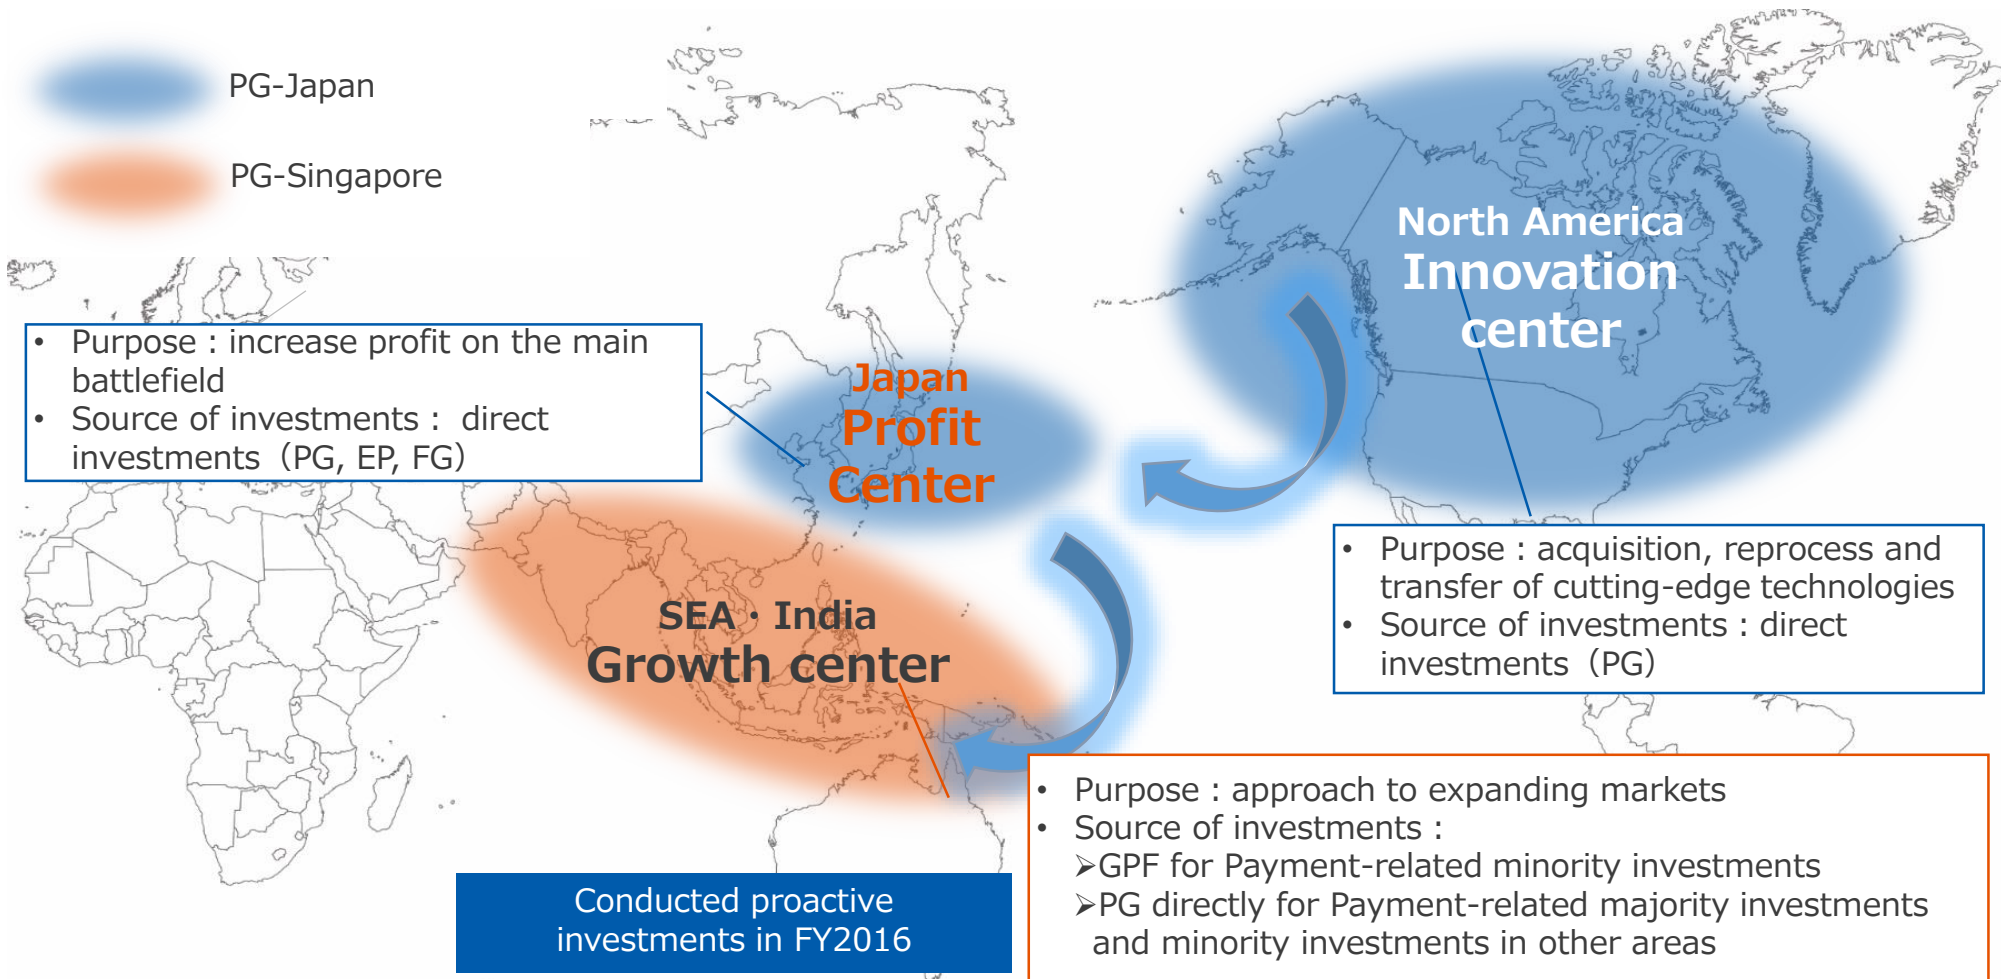 PG-Japan
PG-Singapore
North America
Innovation
center
• Purpose : increase profit on the main
battlefield
• Source of investments : direct
investments（PG, EP, FG）
Japan
Profit
Center
• Purpose : acquisition, reprocess and
transfer of cutting-edge technologies
• Source of investments : direct
investments（PG）
SEA・India
Growth center
• Purpose : approach to expanding markets
• Source of investments :
➢GPF for Payment-related minority investments
➢PG directly for Payment-related majority investments
and minority investments in other areas
Conducted proactive
investments in FY2016